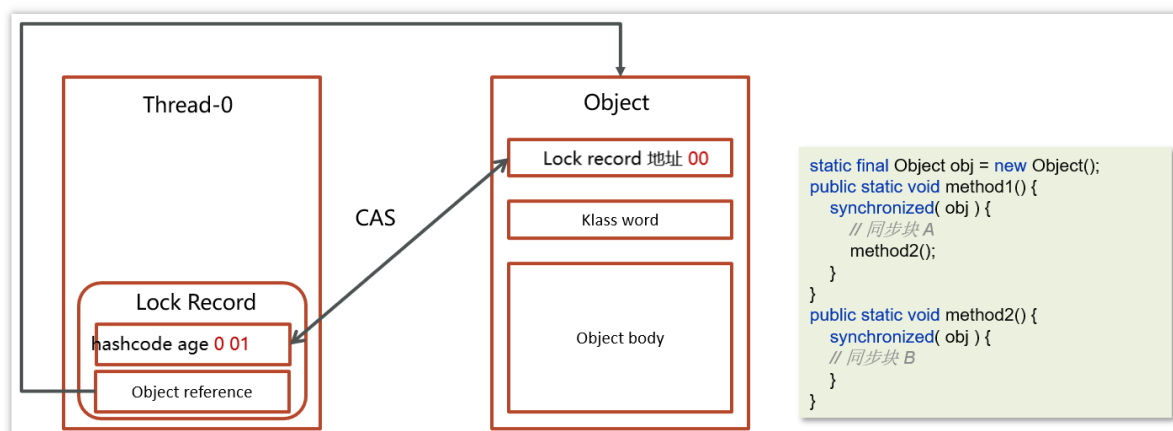 Thread-0
Object
Lock record 地址 00
CAS
Klass word
Lock Record
hashcode age 0 01
Object reference
Object body
static final Object obj = new Object();
public static void method1() {
synchronized( obj ) {
// 同步块 A
method2();
}
}
public static void method2() {
synchronized( obj ) {
// 同步块 B
}
}